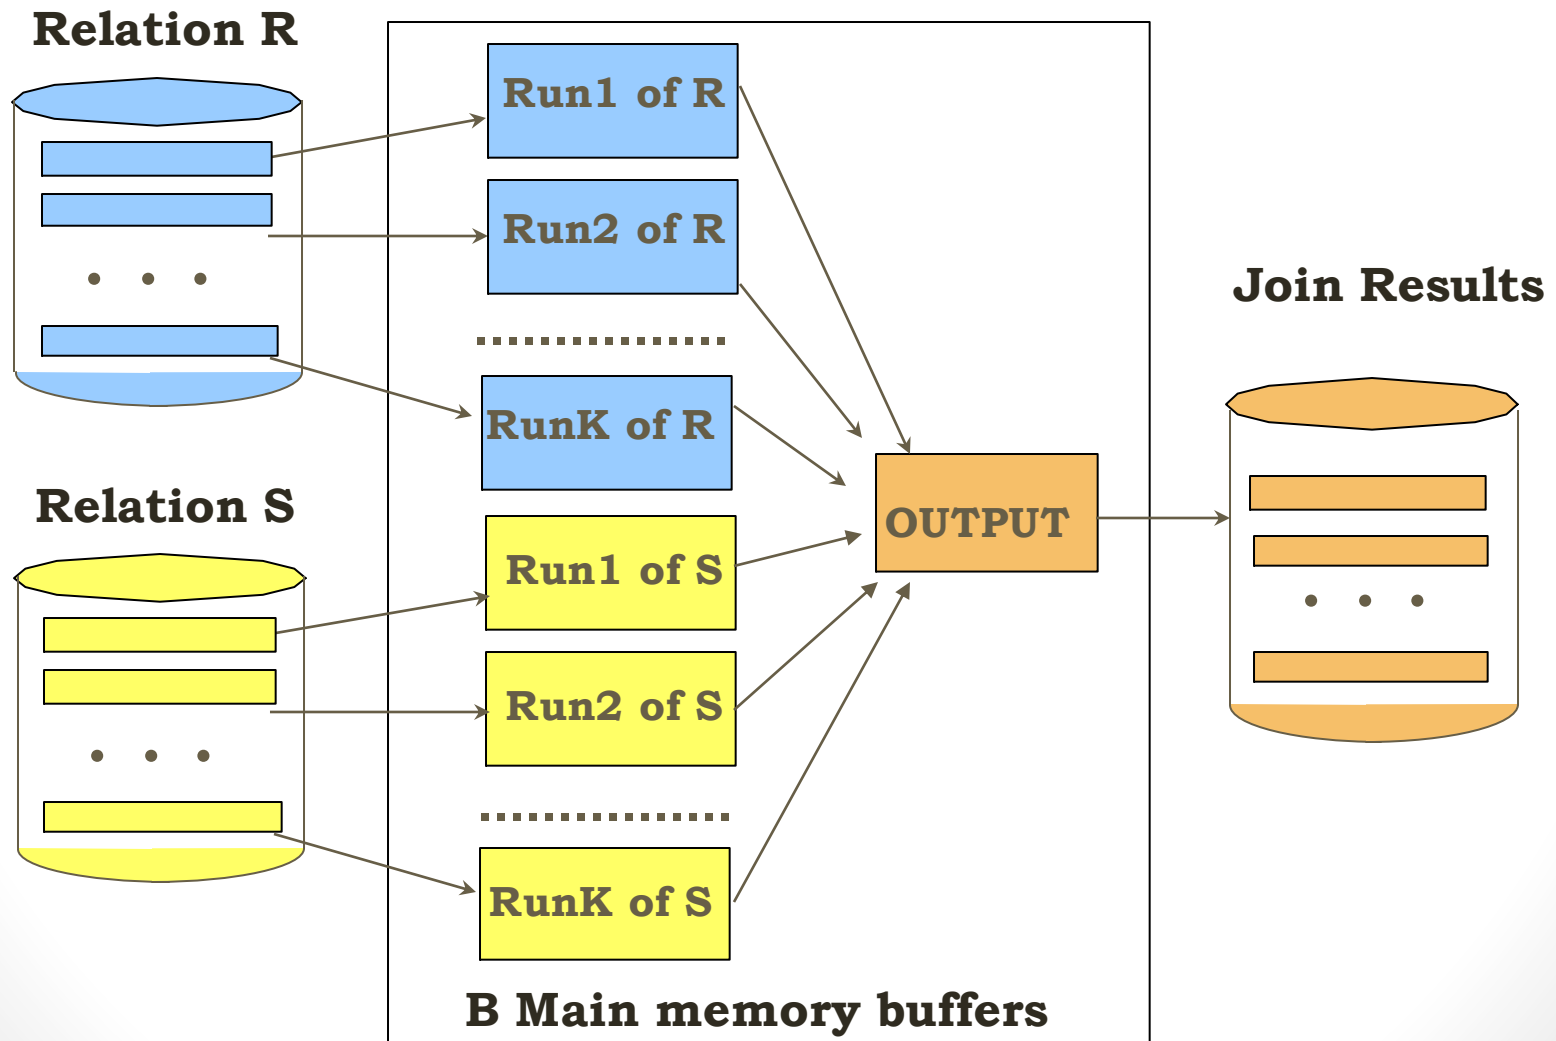 Relation R
Run1 of R
Run2 of R
RunK of R
Relation S
Run1 of S
Run2 of S
RunK of S
OUTPUT
Join Results
B Main memory buffers